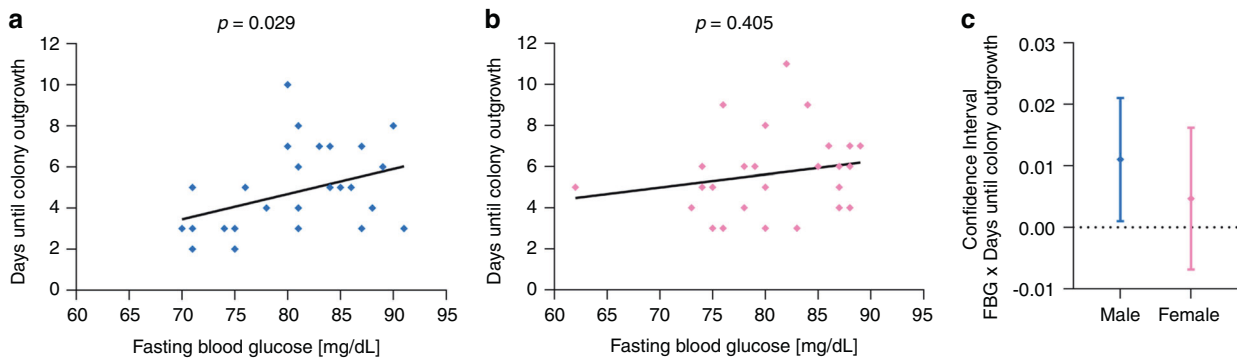 a
p = 0.029
12
10
8
6
4
2
0
Days until colony outgrowth
60 65 70 75 80 85 90 95
Fasting blood glucose [mg/dL]
b
p = 0.405
12
10
8
6
4
2
0
Days until colony outgrowth
60 65 70 75 80 85 90 95
Fasting blood glucose [mg/dL]
c
0.03
0.02
0.01
0.00
-0.01
Confidence Interval
FBG x Days until colony outgrowth
Male Female